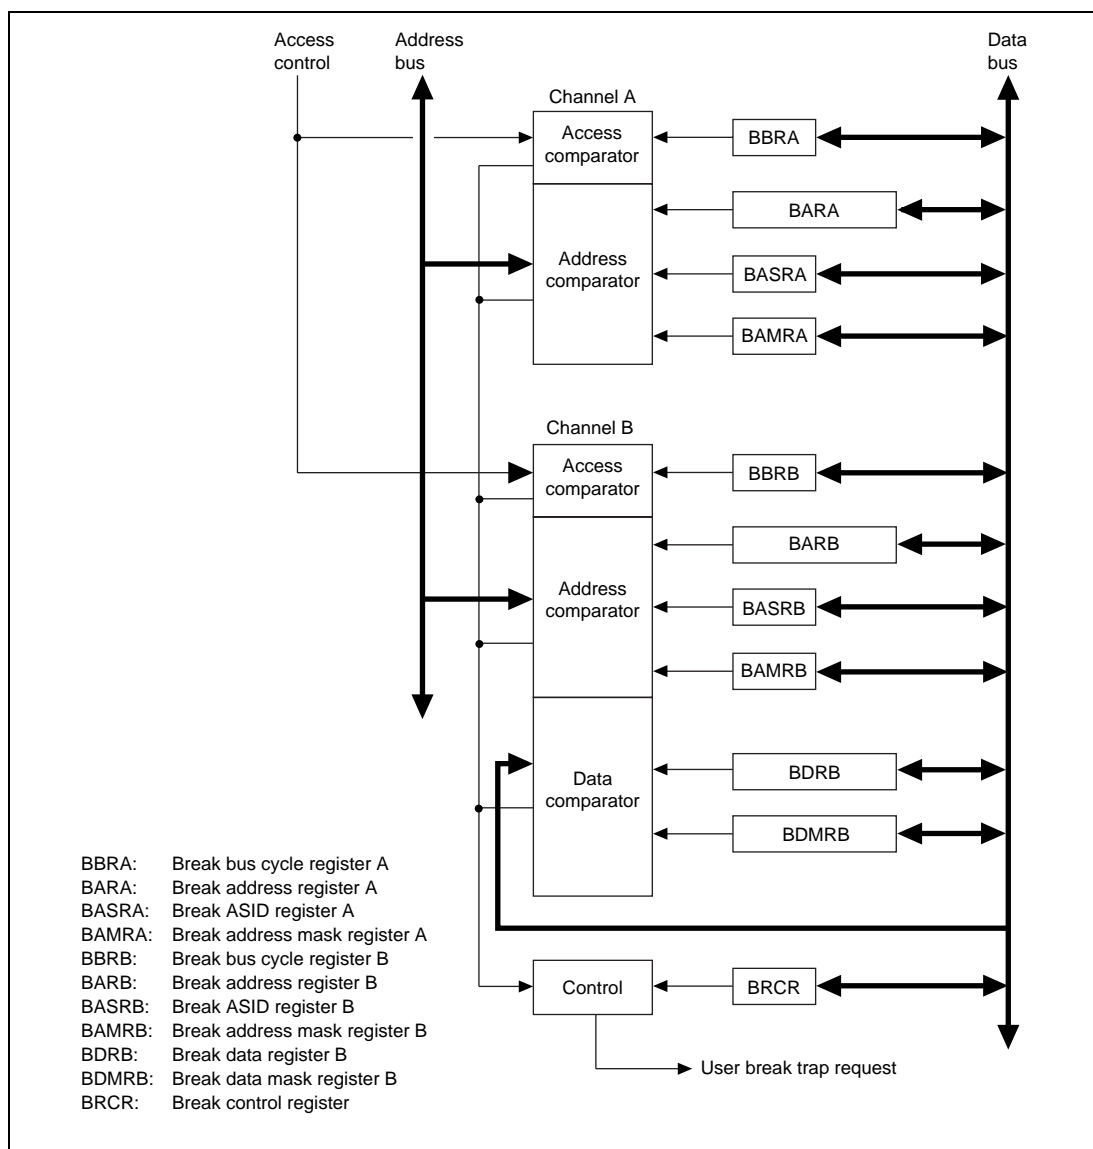 Access control
Address bus
Data bus
Channel A
Access comparator
BBRA
BARA
Address comparator
BASRA
BAMRA
Channel B
Access comparator
BBRB
BARB
Address comparator
BASRB
BAMRB
BDRB
Data comparator
BDMRB
BBRA: Break bus cycle register A
BARA: Break address register A
BASRA: Break ASID register A
BAMRA: Break address mask register A
BBRB: Break bus cycle register B
BARB: Break address register B
BASRB: Break ASID register B
BAMRB: Break address mask register B
BDRB: Break data register B
BDMRB: Break data mask register B
BRCR: Break control register
Control
BRCR
User break trap request